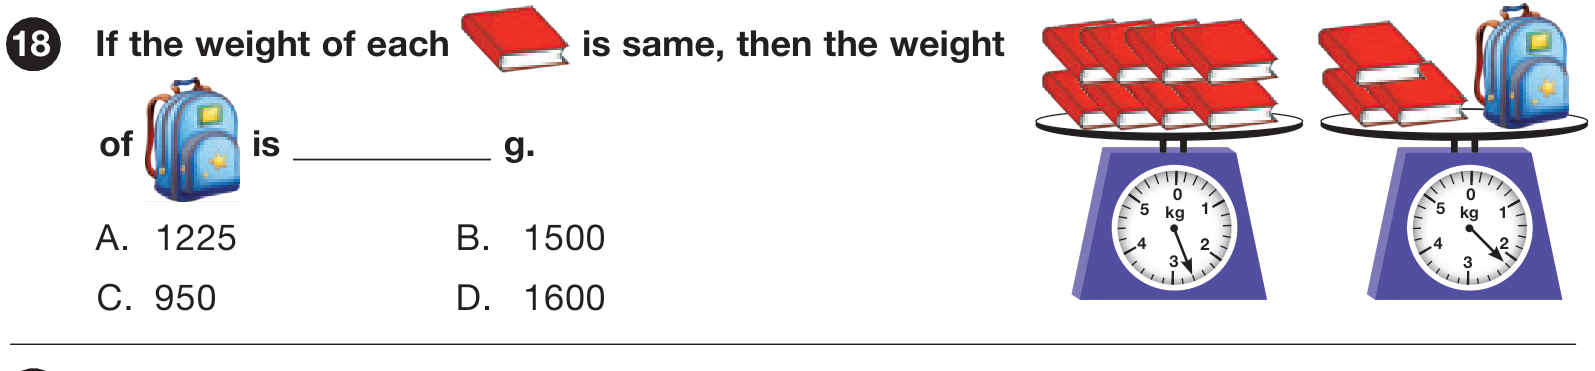 18 If the weight of each is same, then the weight
of is __________ g.
A. 1225 B. 1500
C. 950 D. 1600
0
5 kg 1
4 2
3
0
5 kg 1
4 2
3